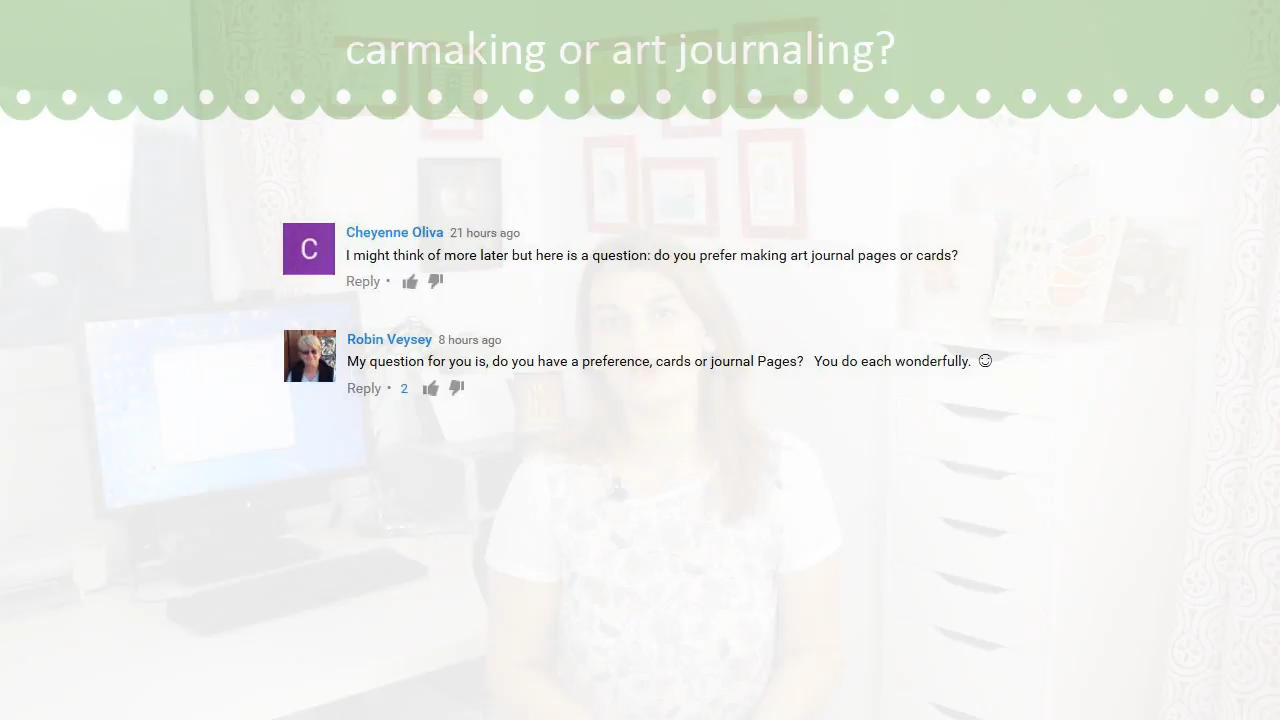 carmaking or art journaling?
C
Cheyenne Oliva 21 hours ago
I might think of more later but here is a question: do you prefer making art journal pages or cards?
Reply •
Robin Veysey 8 hours ago
My question for you is, do you have a preference, cards or journal Pages? You do each wonderfully. 😏
Reply • 2